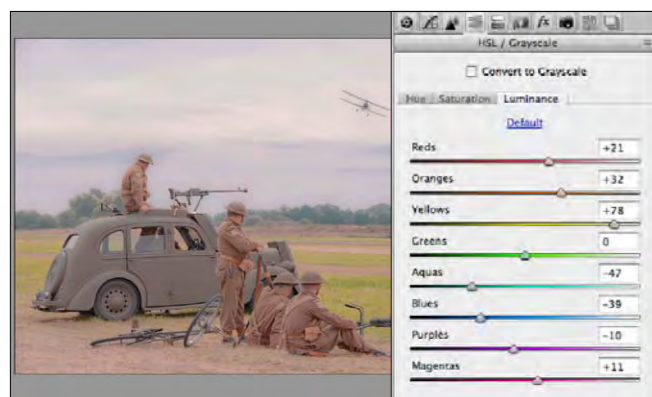 fx
HSL / Grayscale
Convert to Grayscale
Hue Saturation Luminance
Default
Reds +21
Oranges +32
Yellows +78
Greens 0
Aquas -47
Blues -39
Purples -10
Magentas +11